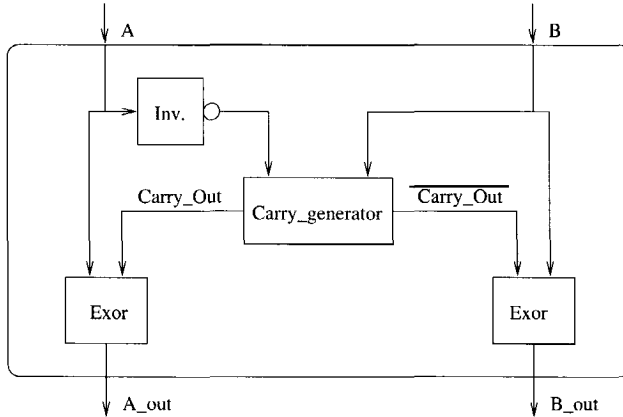 A
B
Inv.
Carry_Out
Carry_generator
Carry_Out
Exor
Exor
A_out
B_out